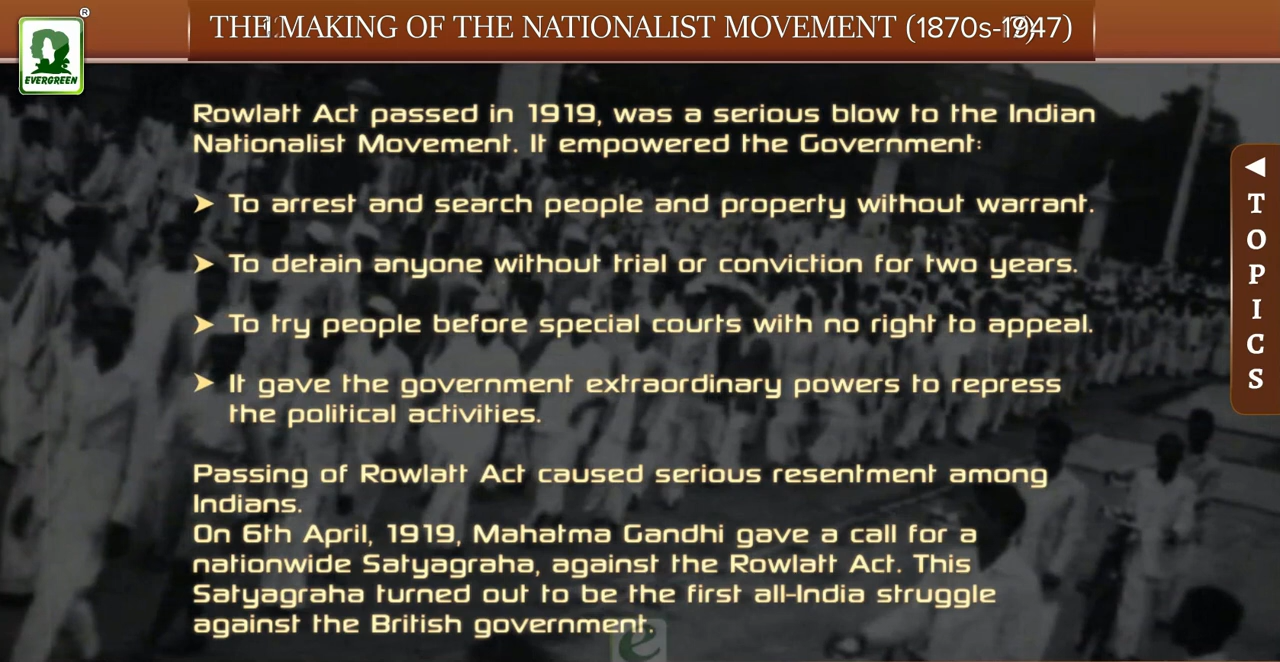 THE MAKING OF THE NATIONALIST MOVEMENT (1870s-1947)
®
EVERGREEN
Rowlatt Act passed in 1919, was a serious blow to the Indian
Nationalist Movement. It empowered the Government:
➤ To arrest and search people and property without warrant.
➤ To detain anyone without trial or conviction for two years.
➤ To try people before special courts with no right to appeal.
➤ It gave the government extraordinary powers to repress
the political activities.
Passing of Rowlatt Act caused serious resentment among
Indians.
On 6th April, 1919, Mahatma Gandhi gave a call for a
nationwide Satyagraha, against the Rowlatt Act. This
Satyagraha turned out to be the first all-India struggle
against the British government.
e
◀
T
O
P
I
C
S